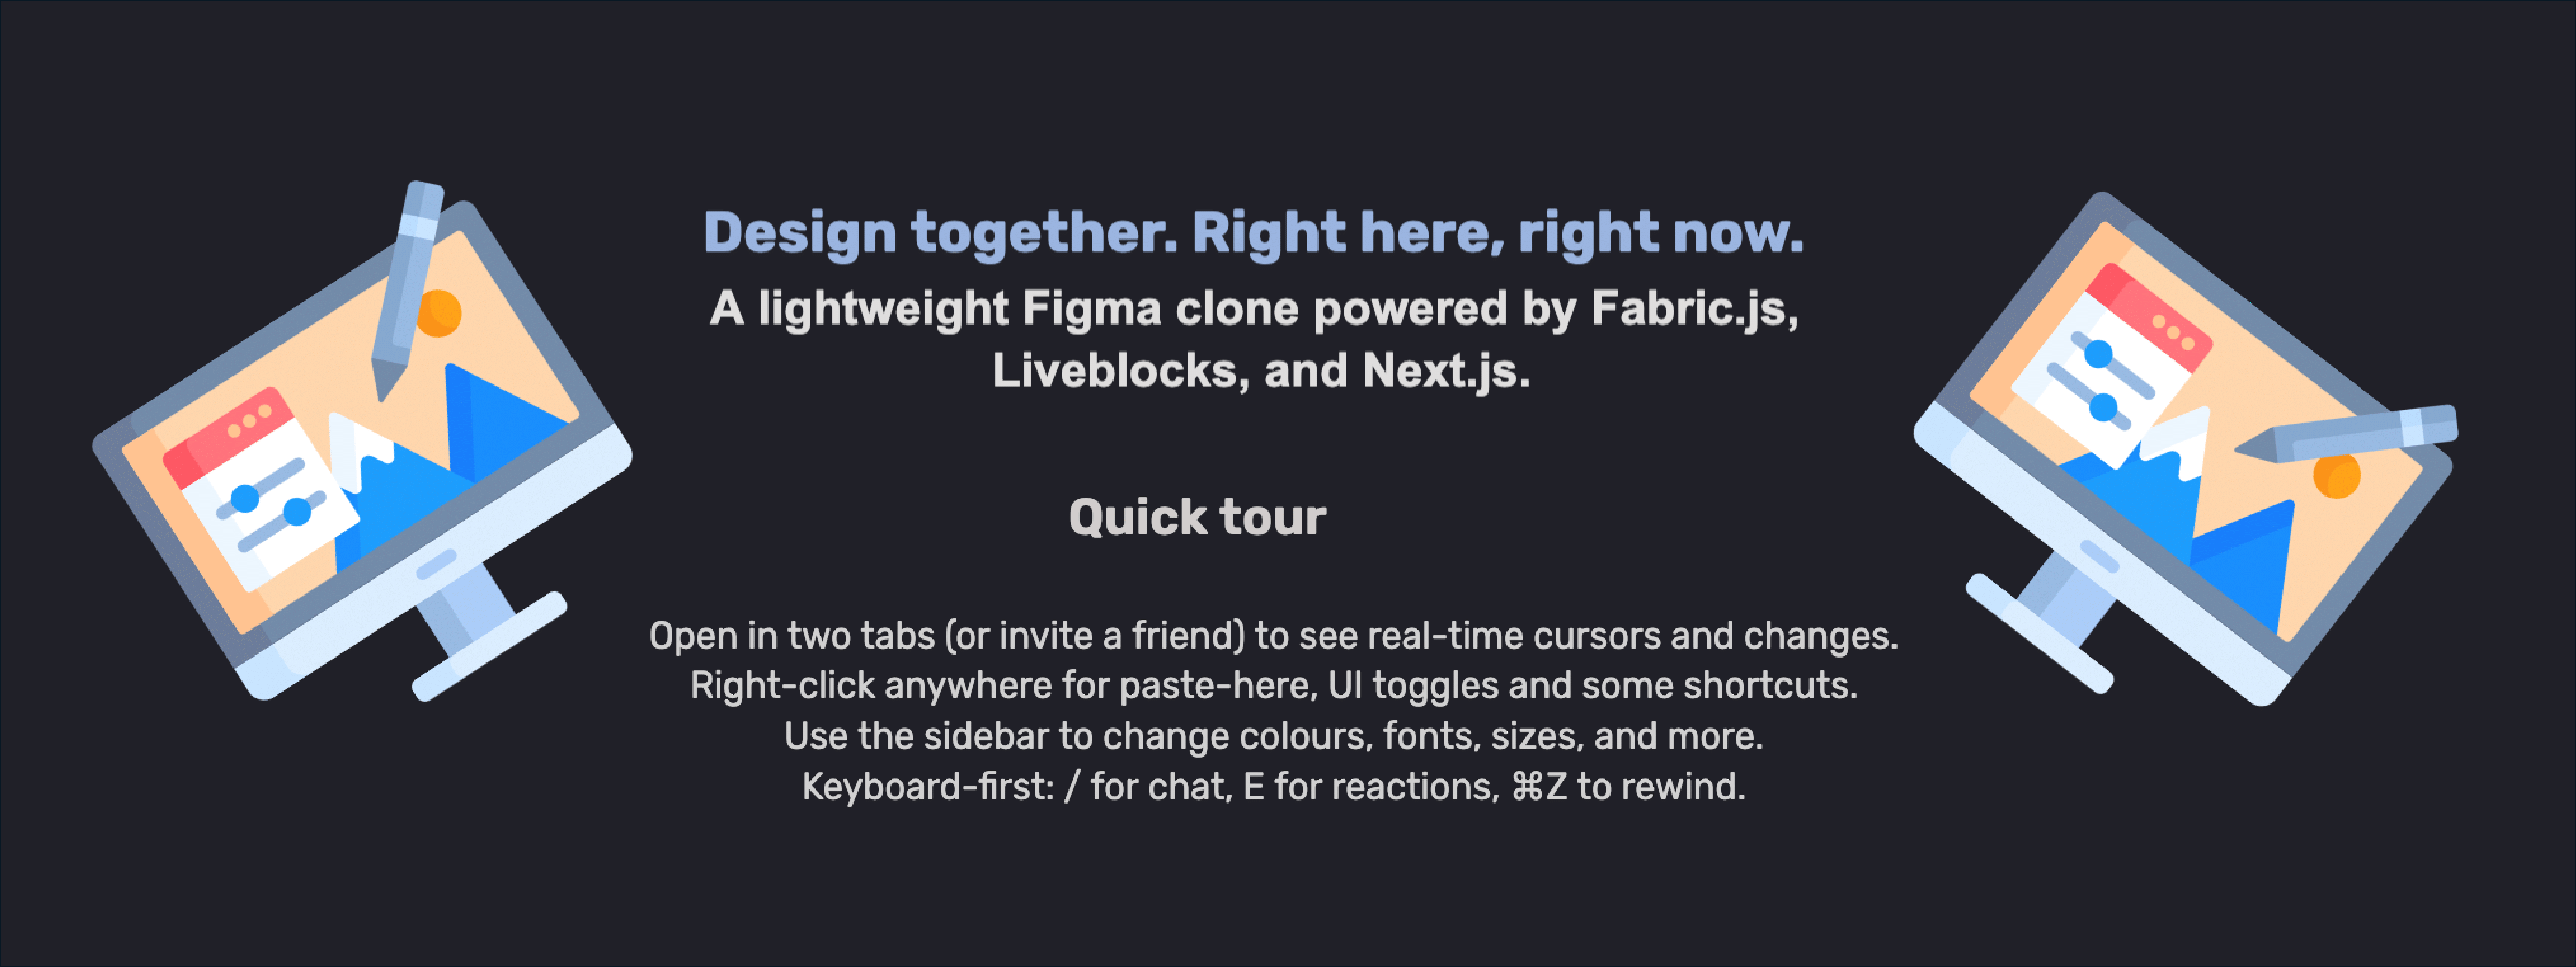 Design together. Right here, right now.
A lightweight Figma clone powered by Fabric.js,
Liveblocks, and Next.js.
Quick tour
Open in two tabs (or invite a friend) to see real-time cursors and changes.
Right-click anywhere for paste-here, UI toggles and some shortcuts.
Use the sidebar to change colours, fonts, sizes, and more.
Keyboard-first: / for chat, E for reactions, ⌘Z to rewind.